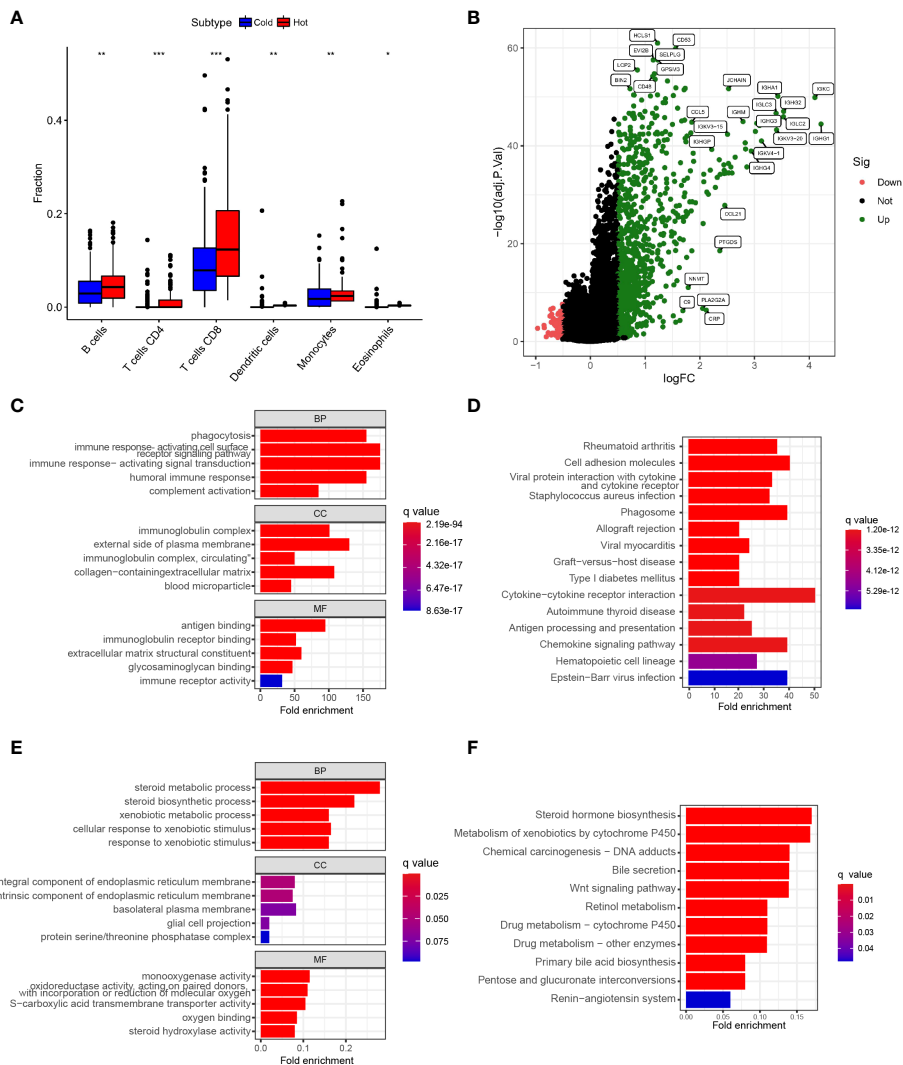 A
Subtype Cold Hot
** *** *** ** ** *
Fraction
0.4
0.2
0.0
B cells
T cells CD4
T cells CD8
Dendritic cells
Monocytes
Eosinophils
B
HCLS1
CD53
EVI2B
SELPLG
LCP2
GPSM3
BIN2
CD48
JCHAIN
IGHA1
IGKC
IGLC3
IGHG2
CCL5
IGHM
IGHG3
IGLC2
IGKV3−15
IGKV3−20
IGHG1
IGHGP
IGKV4−1
IGHG4
CCL21
PTGDS
NNMT
C9
PLA2G2A
CRP
−log10(adj.P.Val)
60
40
20
0
−1 0 1 2 3 4
logFC
Sig
Down
Not
Up
C
BP
phagocytosis
immune response- activating cell surface
receptor signaling pathway
immune response− activating signal transduction
humoral immune response
complement activation
CC
immunoglobulin complex
external side of plasma membrane
immunoglobulin complex, circulating"
collagen−containingextracellular matrix
blood microparticle
MF
antigen binding
immunoglobulin receptor binding
extracellular matrix structural constituent
glycosaminoglycan binding
immune receptor activity
0 50 100 150
Fold enrichment
q value
2.19e-94
2.16e-17
4.32e-17
6.47e-17
8.63e-17
D
Rheumatoid arthritis
Cell adhesion molecules
Viral protein interaction with cytokine
and cytokine receptor
Staphylococcus aureus infection
Phagosome
Allograft rejection
Viral myocarditis
Graft−versus−host disease
Type I diabetes mellitus
Cytokine−cytokine receptor interaction
Autoimmune thyroid disease
Antigen processing and presentation
Chemokine signaling pathway
Hematopoietic cell lineage
Epstein−Barr virus infection
0 10 20 30 40 50
Fold enrichment
q value
1.20e-12
3.35e-12
4.12e-12
5.29e-12
E
BP
steroid metabolic process
steroid biosynthetic process
xenobiotic metabolic process
cellular response to xenobiotic stimulus
response to xenobiotic stimulus
CC
ntegral component of endoplasmic reticulum membrane
ntrinsic component of endoplasmic reticulum membrane
basolateral plasma membrane
glial cell projection
protein serine/threonine phosphatase complex
MF
monooxygenase activity
oxidoreductase activity, acting on paired donors,
with incorporation or reduction of molecular oxygen
S−carboxylic acid transmembrane transporter activity
oxygen binding
steroid hydroxylase activity
0.0 0.1 0.2
Fold enrichment
q value
0.025
0.050
0.075
F
Steroid hormone biosynthesis
Metabolism of xenobiotics by cytochrome P450
Chemical carcinogenesis − DNA adducts
Bile secretion
Wnt signaling pathway
Retinol metabolism
Drug metabolism − cytochrome P450
Drug metabolism − other enzymes
Primary bile acid biosynthesis
Pentose and glucuronate interconversions
Renin−angiotensin system
0.00 0.05 0.10 0.15
Fold enrichment
q value
0.01
0.02
0.03
0.04